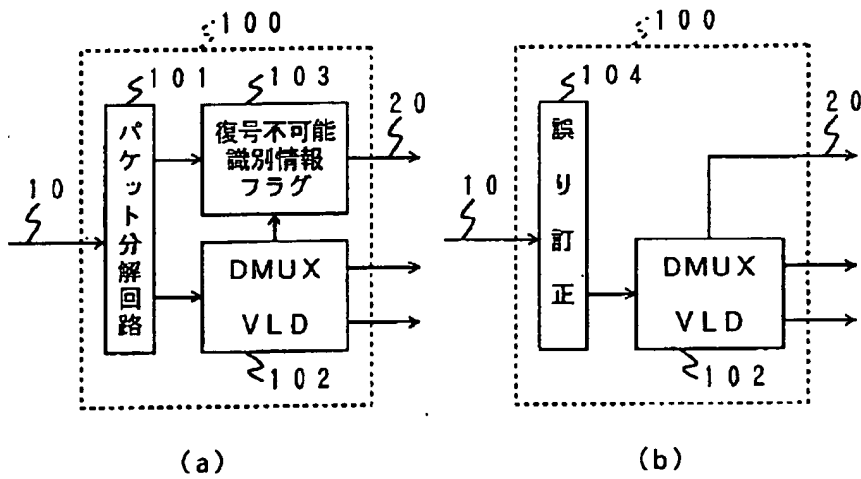 100
101
103
パケット分解回路
復号不可能
識別情報
フラグ
20
10
DMUX
VLD
102
(a)
100
104
誤り訂正
20
10
DMUX
VLD
102
(b)